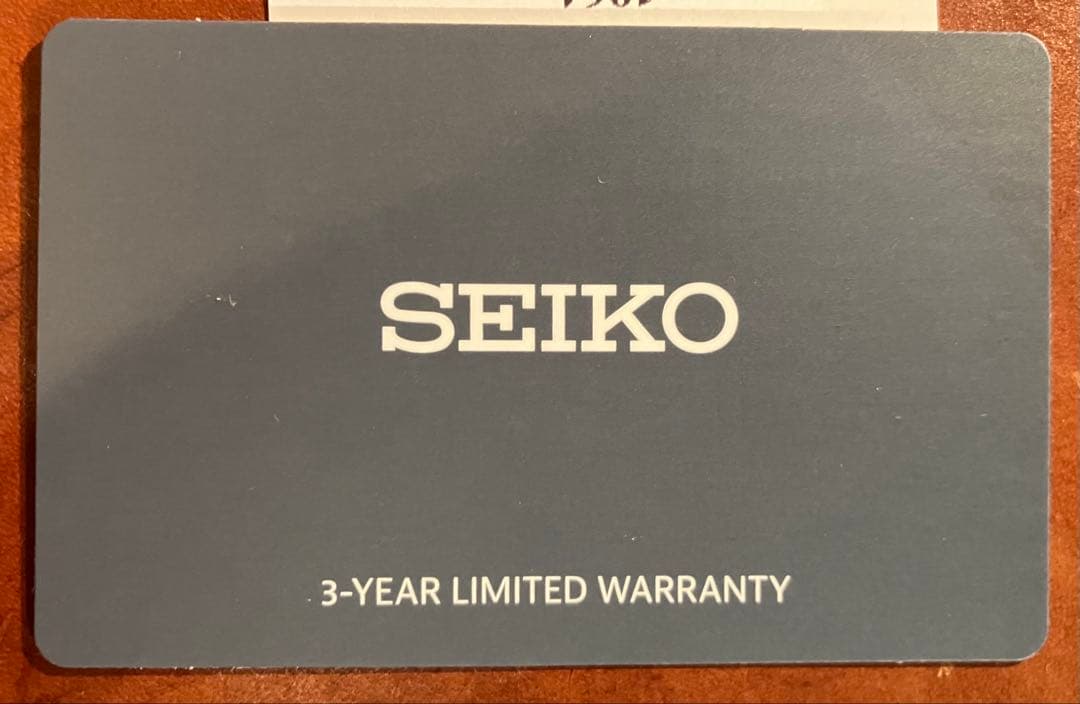 SEIKO
3-YEAR LIMITED WARRANTY